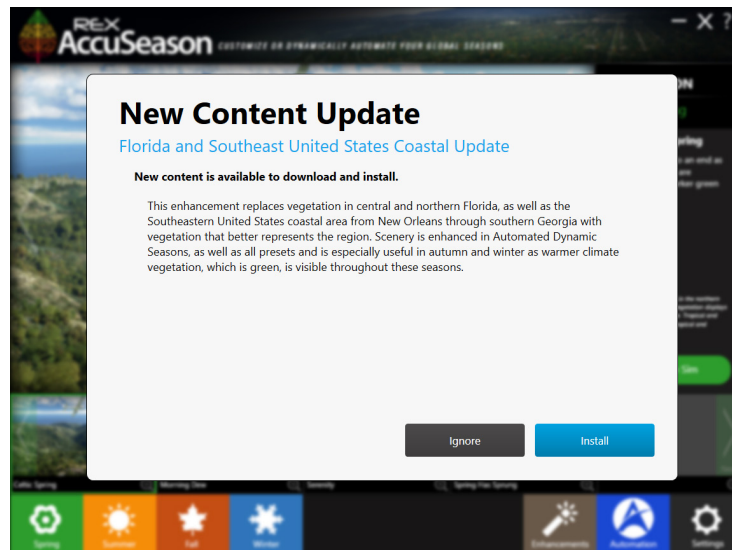 REX
AccuSeason CUSTOMIZE OR DYNAMICALLY AUTOMATE YOUR GLOBAL SEASONS
New Content Update
Florida and Southeast United States Coastal Update
New content is available to download and install.
This enhancement replaces vegetation in central and northern Florida, as well as the
Southeastern United States coastal area from New Orleans through southern Georgia with
vegetation that better represents the region. Scenery is enhanced in Automated Dynamic
Seasons, as well as all presets and is especially useful in autumn and winter as warmer climate
vegetation, which is green, is visible throughout these seasons.
Ignore
Install
Celtic Spring
Morning Dew
Serenity
Spring Has Sprung
Spring
Summer
Fall
Winter
Enhancements
Automation
Settings